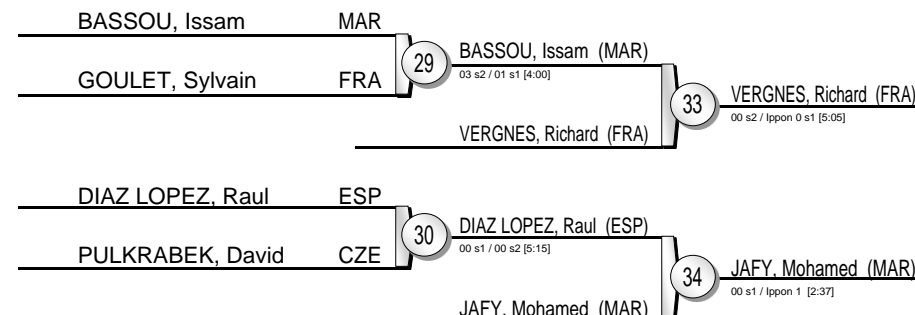 BASSOU, Issam MAR
29
BASSOU, Issam (MAR)
03 s2 / 01 s1 [4:00]
GOULET, Sylvain FRA
33
VERGNES, Richard (FRA)
00 s2 / Ippon 0 s1 [5:05]
VERGNES, Richard (FRA)
DIAZ LOPEZ, Raul ESP
30
DIAZ LOPEZ, Raul (ESP)
00 s1 / 00 s2 [5:15]
PULKRABEK, David CZE
34
JAFY, Mohamed (MAR)
00 s1 / Ippon 1 [2:37]
JAFY, Mohamed (MAR)